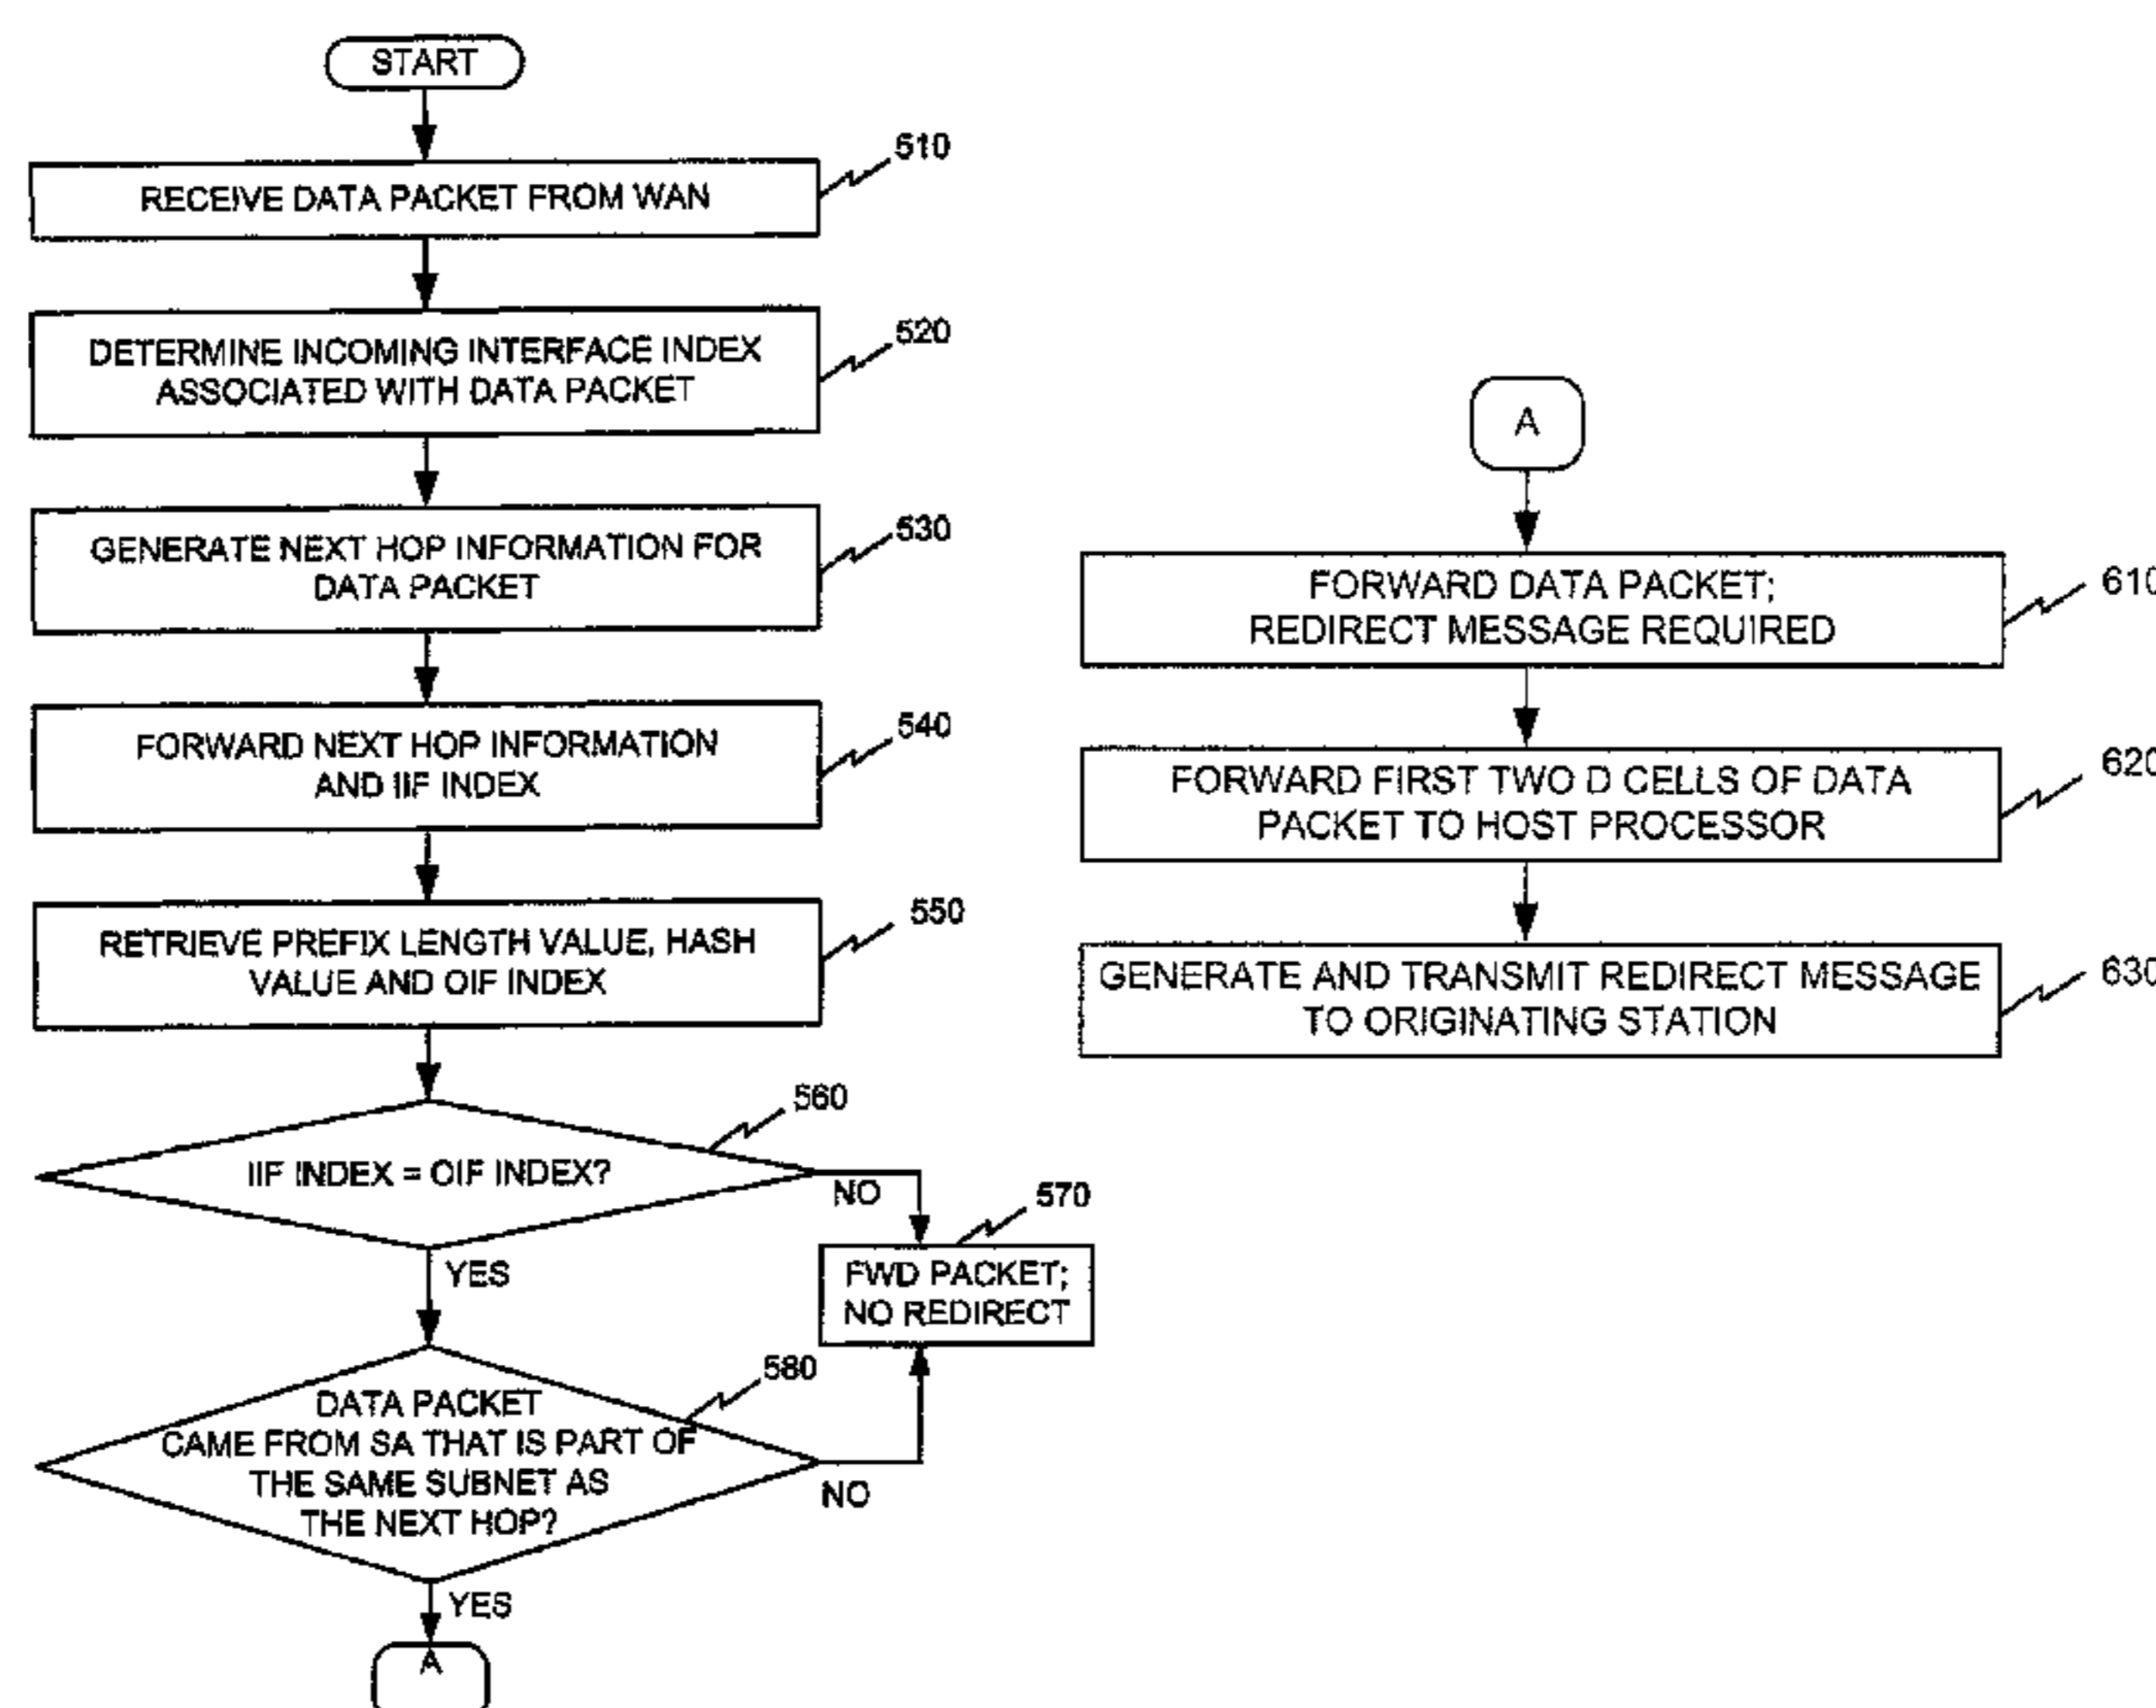 START
510
RECEIVE DATA PACKET FROM WAN
520
DETERMINE INCOMING INTERFACE INDEX
ASSOCIATED WITH DATA PACKET
530
GENERATE NEXT HOP INFORMATION FOR
DATA PACKET
540
FORWARD NEXT HOP INFORMATION
AND IIF INDEX
550
RETRIEVE PREFIX LENGTH VALUE, HASH
VALUE AND OIF INDEX
560
IIF INDEX = OIF INDEX?
NO
YES
570
FWD PACKET;
NO REDIRECT
580
DATA PACKET
CAME FROM SA THAT IS PART OF
THE SAME SUBNET AS
THE NEXT HOP?
NO
YES
A
A
FORWARD DATA PACKET;
REDIRECT MESSAGE REQUIRED
610
FORWARD FIRST TWO D CELLS OF DATA
PACKET TO HOST PROCESSOR
620
GENERATE AND TRANSMIT REDIRECT MESSAGE
TO ORIGINATING STATION
630